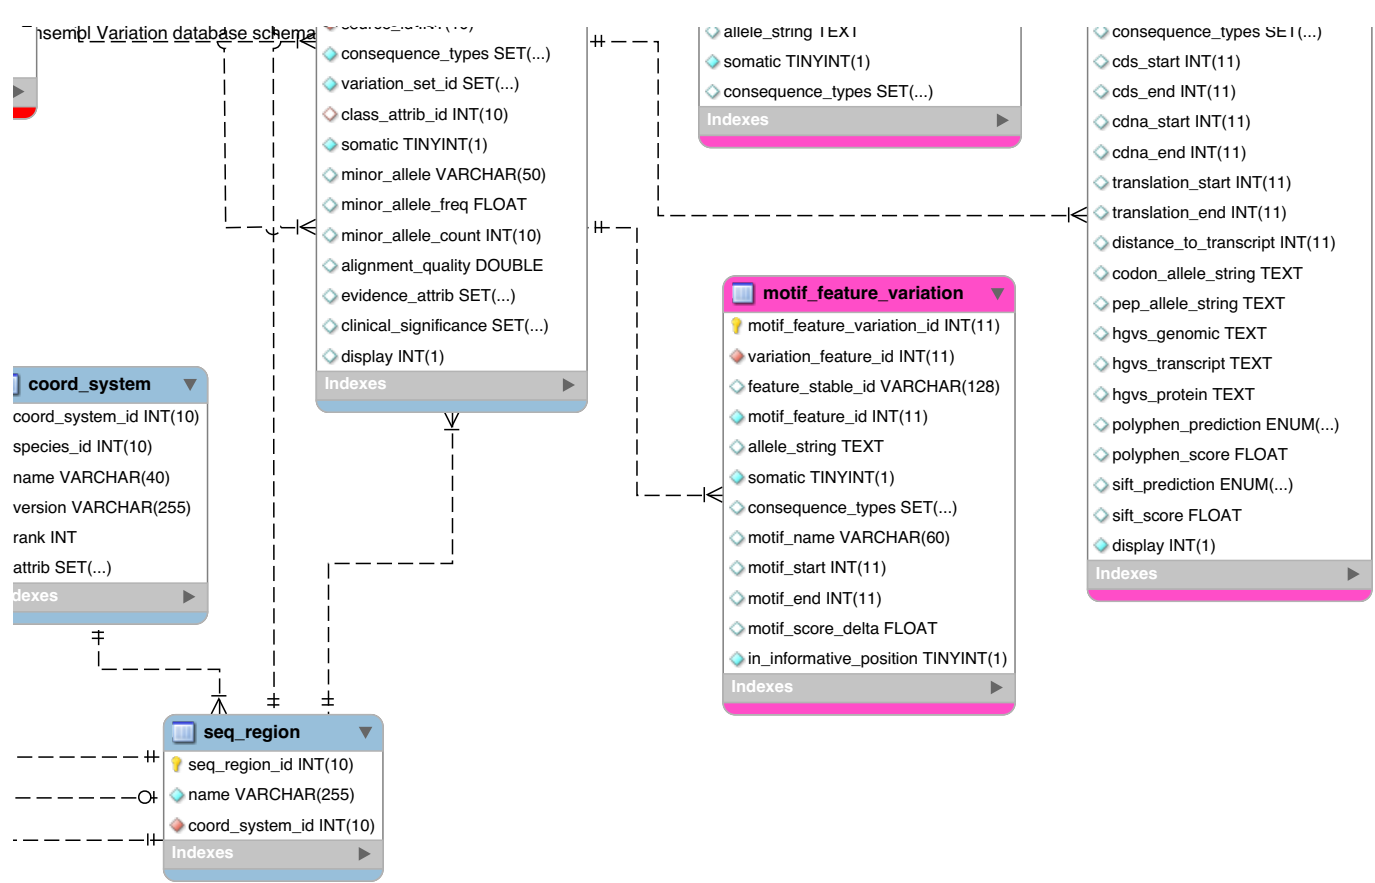 nsembl Variation database schema
consequence_types SET(...)
variation_set_id SET(...)
class_attrib_id INT(10)
somatic TINYINT(1)
minor_allele VARCHAR(50)
minor_allele_freq FLOAT
minor_allele_count INT(10)
alignment_quality DOUBLE
evidence_attrib SET(...)
clinical_significance SET(...)
display INT(1)
Indexes
allele_string TEXT
somatic TINYINT(1)
consequence_types SET(...)
Indexes
consequence_types SET(...)
cds_start INT(11)
cds_end INT(11)
cdna_start INT(11)
cdna_end INT(11)
translation_start INT(11)
translation_end INT(11)
distance_to_transcript INT(11)
codon_allele_string TEXT
pep_allele_string TEXT
hgvs_genomic TEXT
hgvs_transcript TEXT
hgvs_protein TEXT
polyphen_prediction ENUM(...)
polyphen_score FLOAT
sift_prediction ENUM(...)
sift_score FLOAT
display INT(1)
Indexes
motif_feature_variation
motif_feature_variation_id INT(11)
variation_feature_id INT(11)
feature_stable_id VARCHAR(128)
motif_feature_id INT(11)
allele_string TEXT
somatic TINYINT(1)
consequence_types SET(...)
motif_name VARCHAR(60)
motif_start INT(11)
motif_end INT(11)
motif_score_delta FLOAT
in_informative_position TINYINT(1)
Indexes
coord_system
coord_system_id INT(10)
species_id INT(10)
name VARCHAR(40)
version VARCHAR(255)
rank INT
attrib SET(...)
dexes
seq_region
seq_region_id INT(10)
name VARCHAR(255)
coord_system_id INT(10)
Indexes